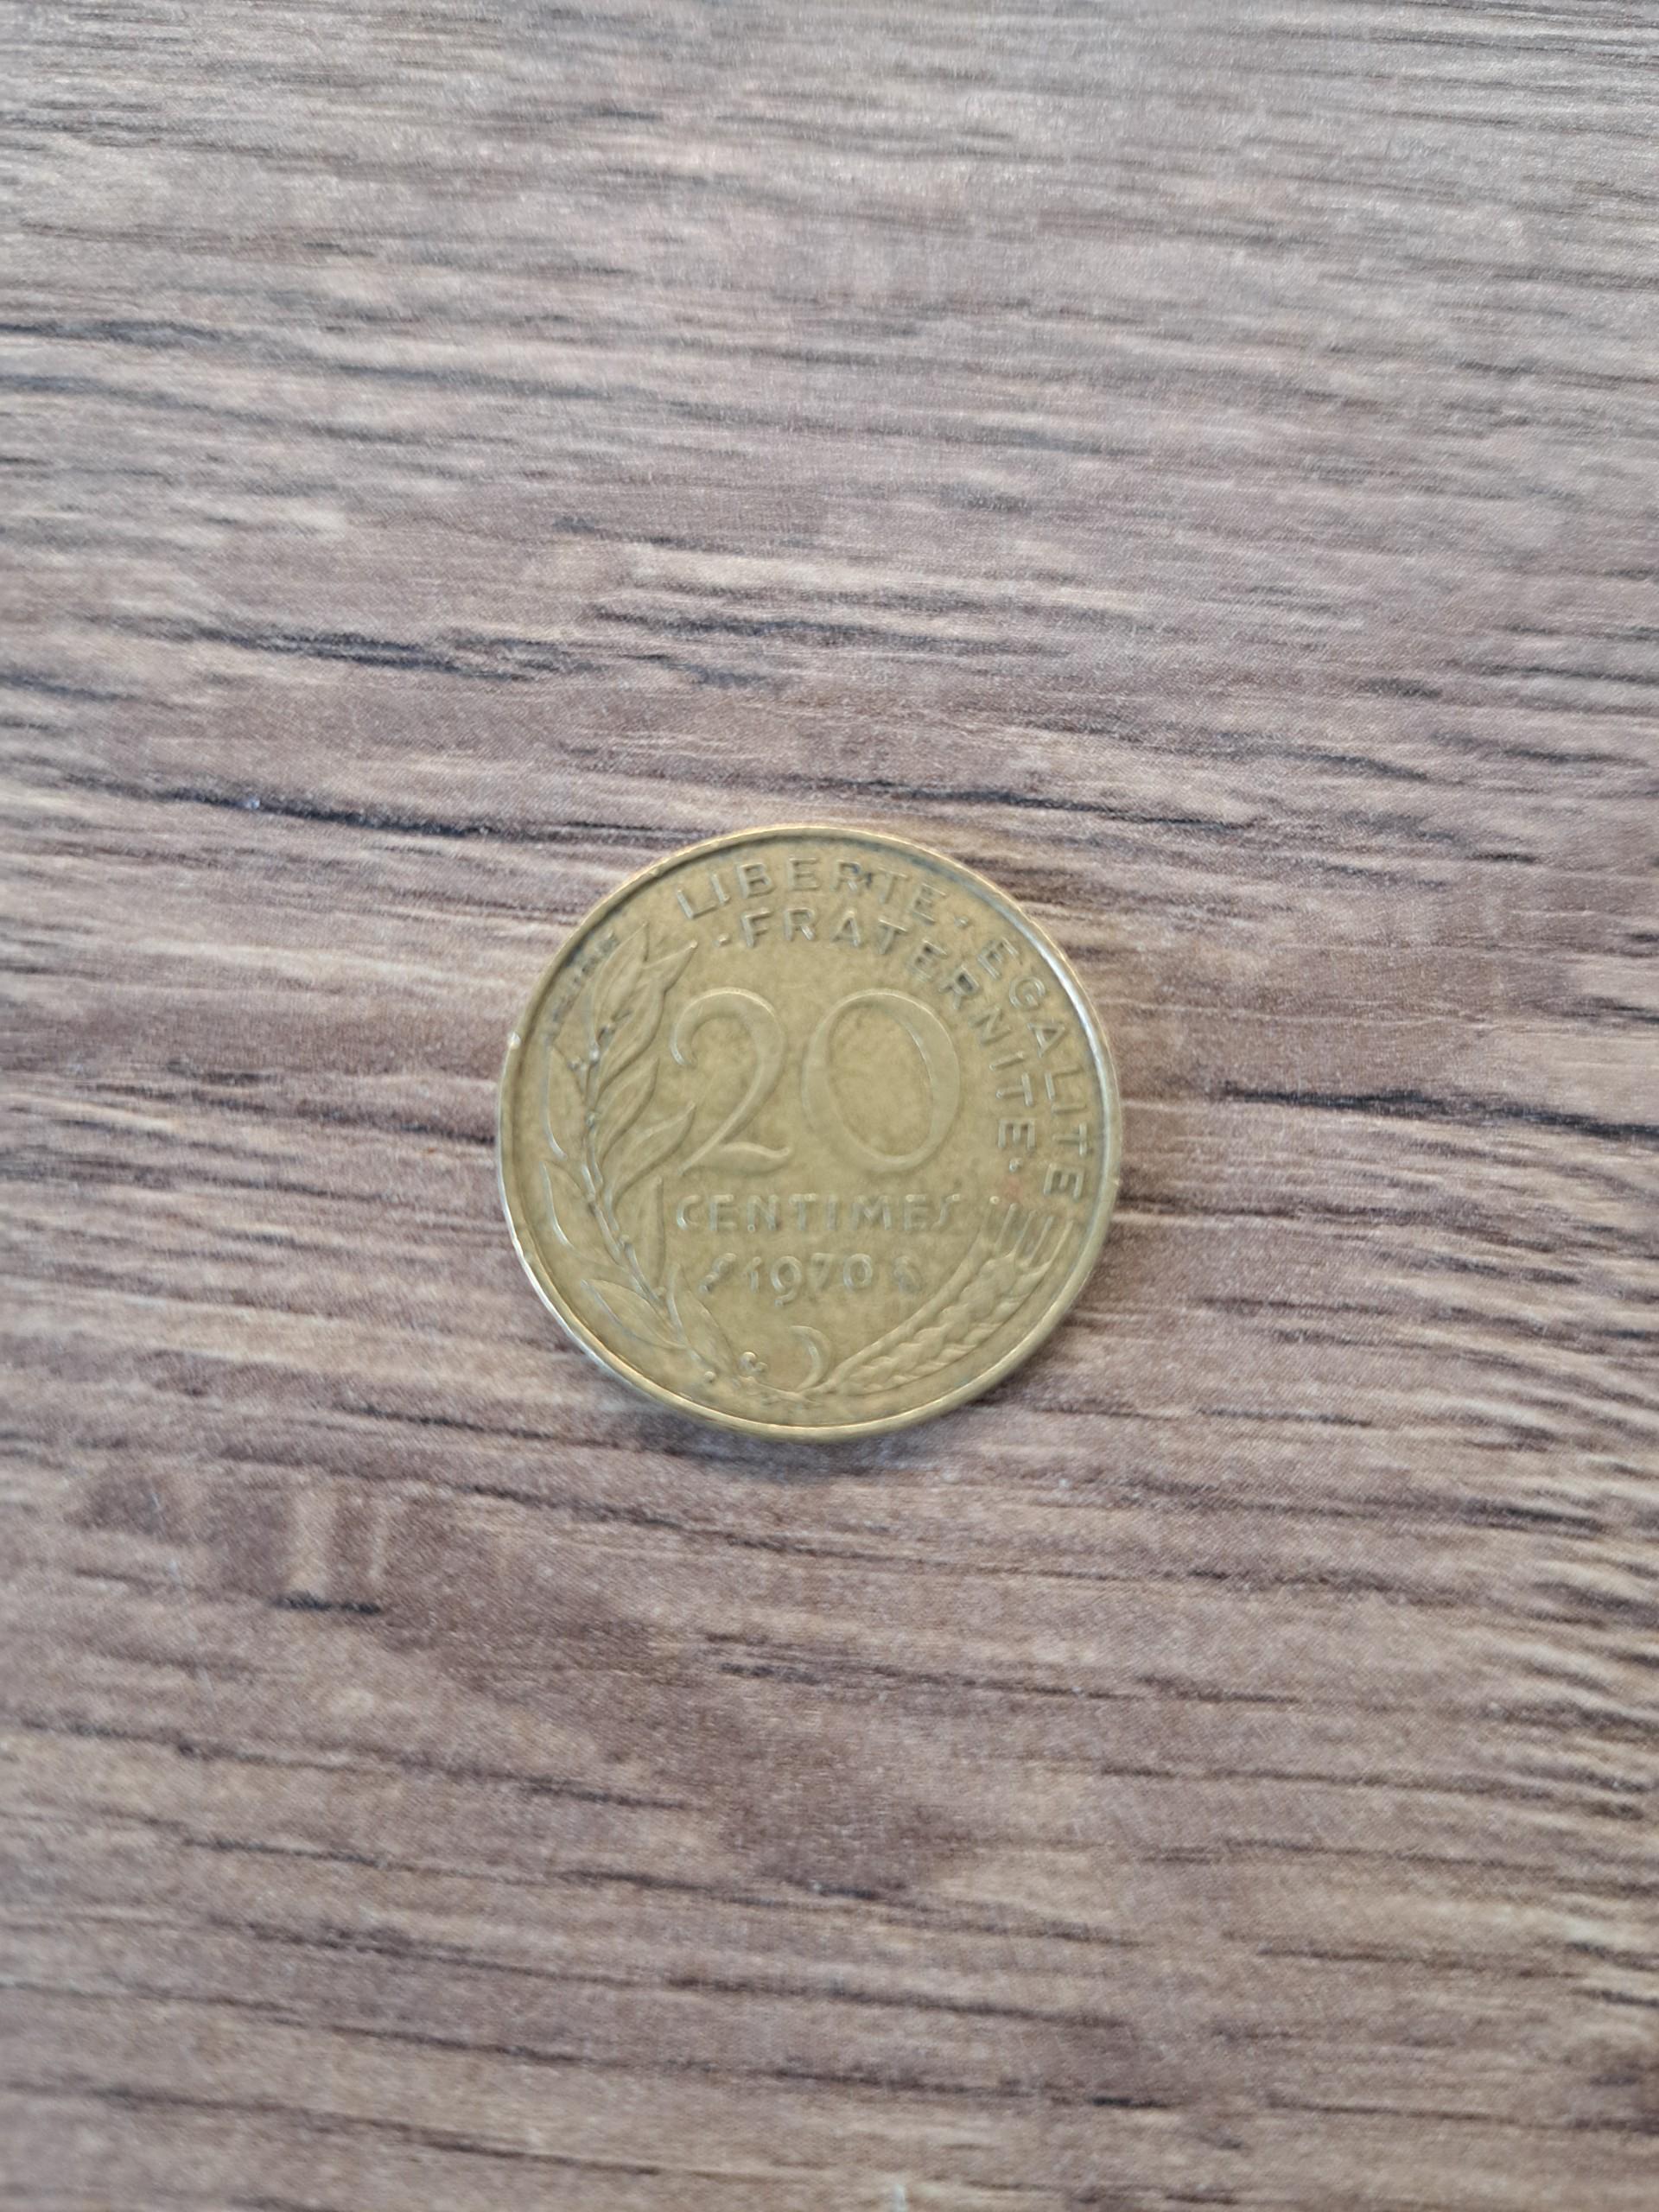 LIBERTE · EGALITE
· FRATERNITE ·
20
CENTIMES
1970